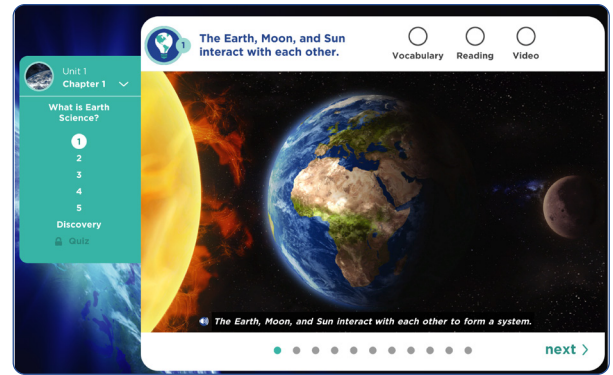 Unit 1
Chapter 1
What is Earth
Science?
1
2
3
4
5
Discovery
Quiz
1
The Earth, Moon, and Sun
interact with each other.
Vocabulary
Reading
Video
The Earth, Moon, and Sun interact with each other to form a system.
next >